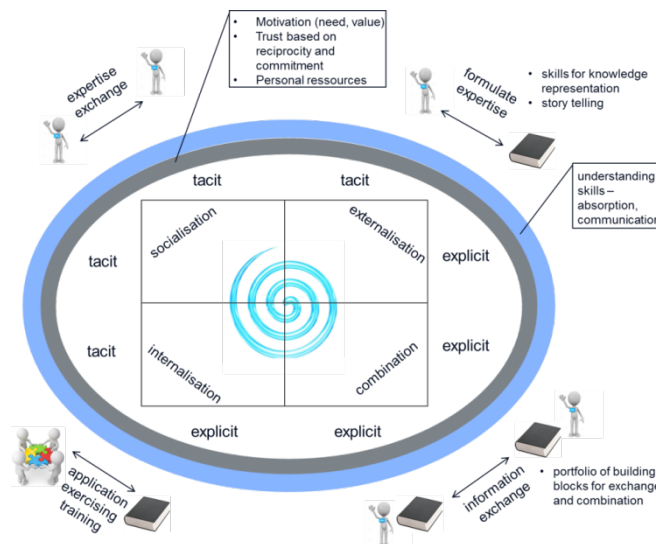 • Motivation (need, value)
• Trust based on
reciprocity and
commitment
• Personal ressources
expertise
exchange
formulate
expertise
• skills for knowledge
representation
• story telling
understanding
skills –
absorption,
communication
tacit
tacit
socialisation
externalisation
tacit
explicit
tacit
explicit
internalisation
combination
explicit
explicit
application
exercising
training
information
exchange
• portfolio of building
blocks for exchange
and combination